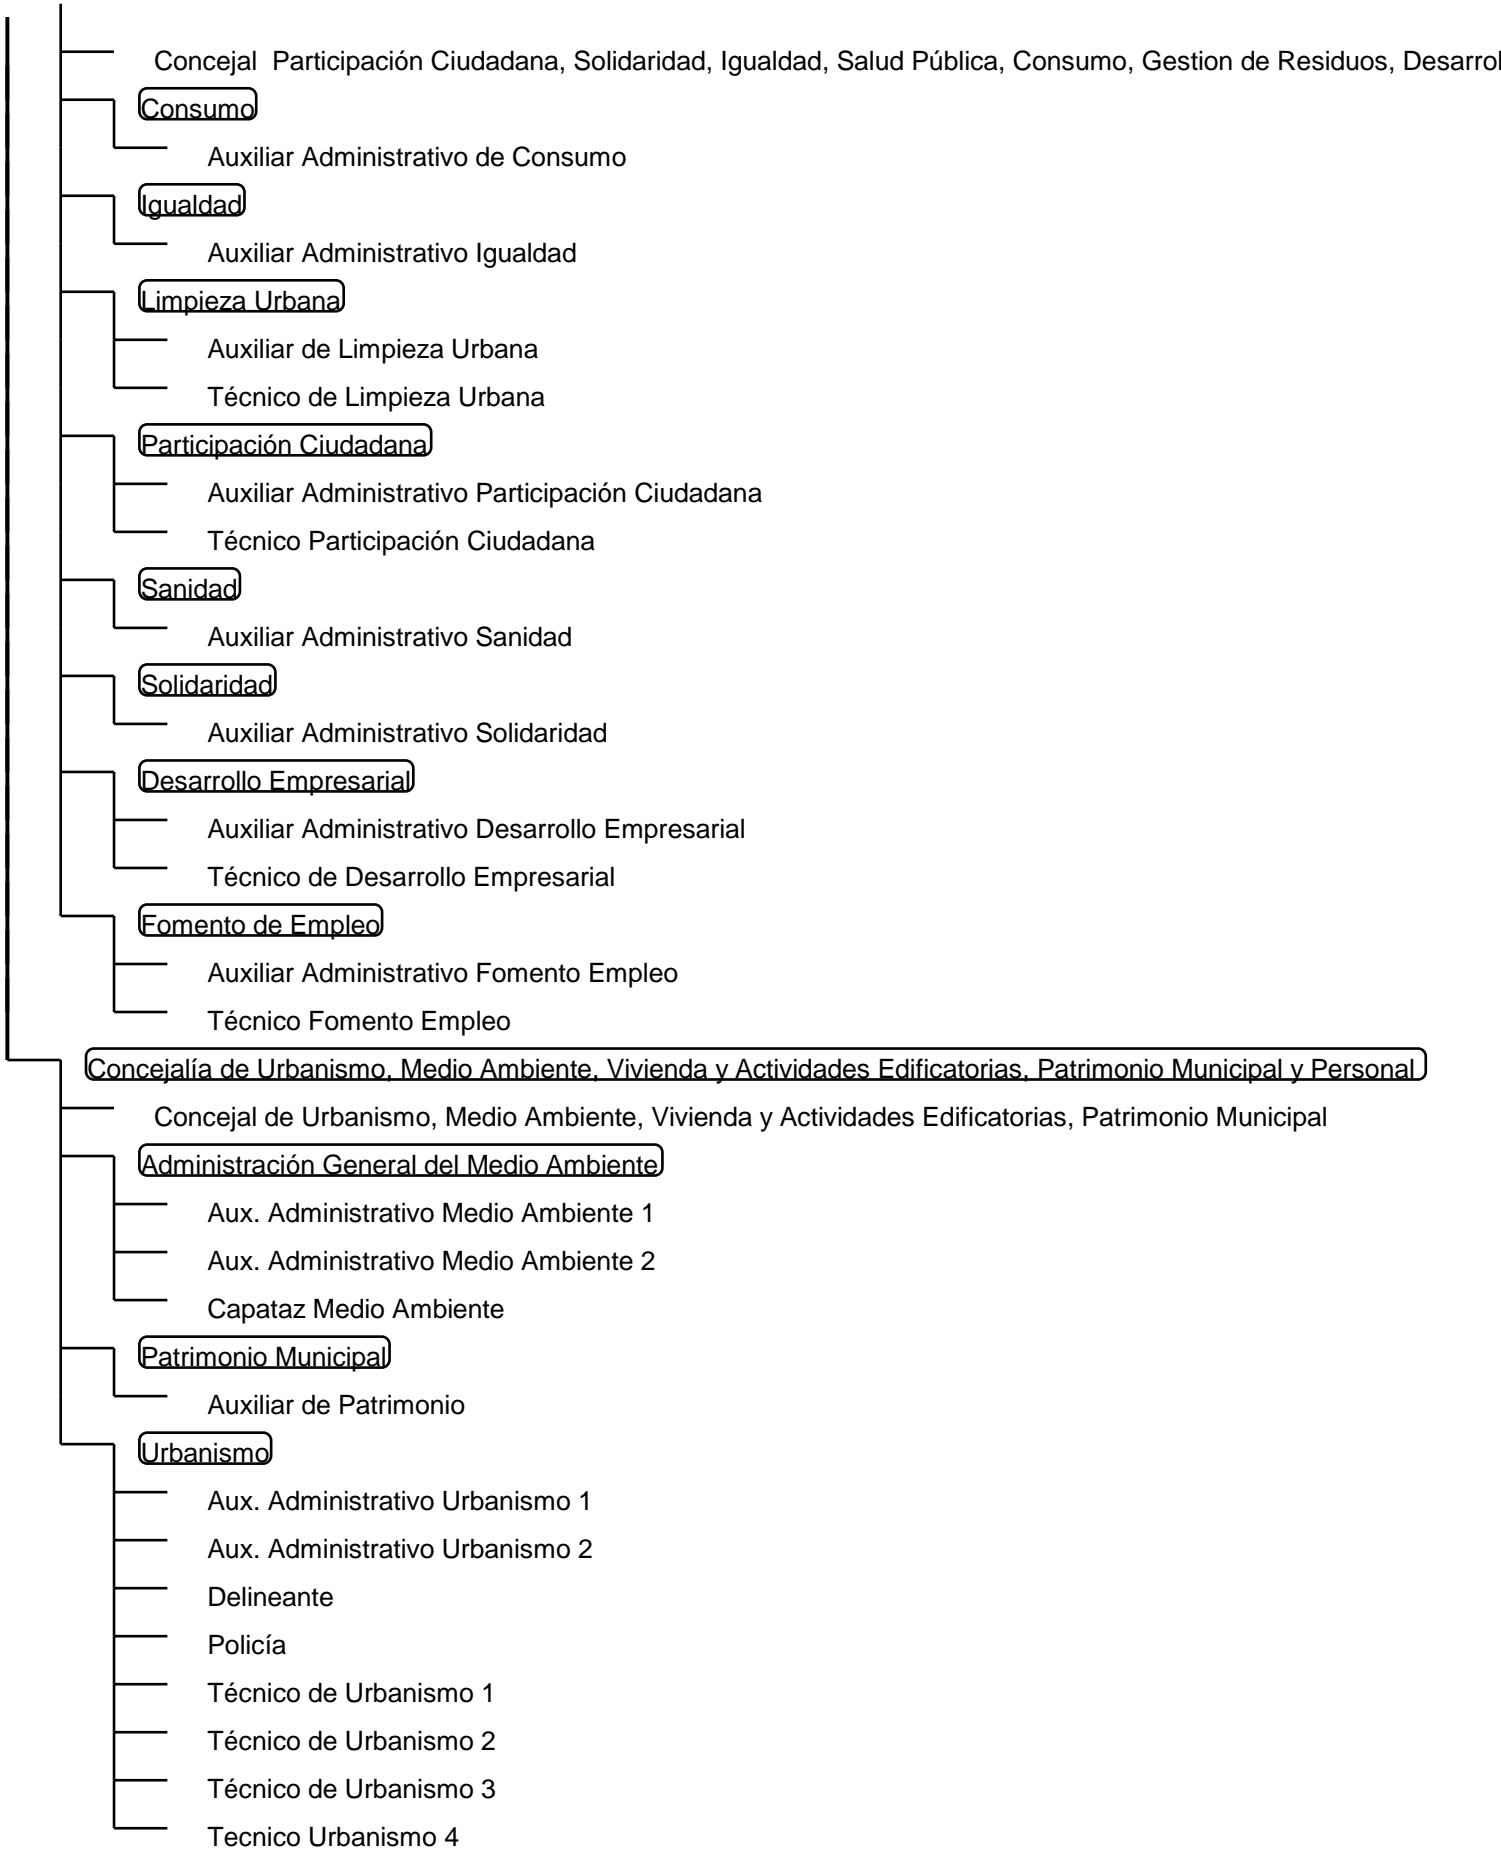 Concejal  Participación Ciudadana, Solidaridad, Igualdad, Salud Pública, Consumo, Gestion de Residuos,
Consumo
Auxiliar Administrativo de Consumo
Igualdad
Auxiliar Administrativo Igualdad
Limpieza Urbana
Auxiliar de Limpieza Urbana
Técnico de Limpieza Urbana
Participación Ciudadana
Auxiliar Administrativo Participación Ciudadana
Técnico Participación Ciudadana
Sanidad
Auxiliar Administrativo Sanidad
Solidaridad
Auxiliar Administrativo Solidaridad
Desarrollo Empresarial
Auxiliar Administrativo Desarrollo Empresarial
Técnico de Desarrollo Empresarial
Fomento de Empleo
Auxiliar Administrativo Fomento Empleo
Técnico Fomento Empleo
Concejalía de Urbanismo, Medio Ambiente, Vivienda y Actividades Edificatorias, Patrimonio Municipal y Personal
Concejal de Urbanismo, Medio Ambiente, Vivienda y Actividades Edificatorias, Patrimonio Municipal
Administración General del Medio Ambiente
Aux. Administrativo Medio Ambiente 1
Aux. Administrativo Medio Ambiente 2
Capataz Medio Ambiente
Patrimonio Municipal
Auxiliar de Patrimonio
Urbanismo
Aux. Administrativo Urbanismo 1
Aux. Administrativo Urbanismo 2
Delineante
Policía
Técnico de Urbanismo 1
Técnico de Urbanismo 2
Técnico de Urbanismo 3
Tecnico Urbanismo 4